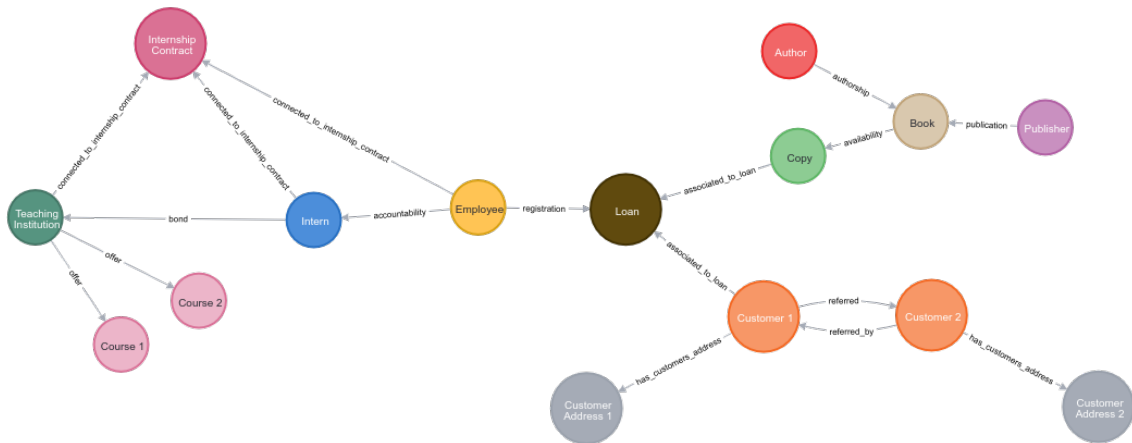 Internship
Contract
Author
authorship
Book
publication
Publisher
availability
Copy
connected_to_internship_contract
connected_to_internship_contract
connected_to_internship_contract
associated_to_loan
Teaching
Institution
bond
Intern
accountability
Employee
registration
Loan
offer
offer
Course 2
Course 1
associated_to_loan
Customer 1
referred
referred_by
Customer 2
has_customers_address
has_customers_address
Customer
Address 1
Customer
Address 2